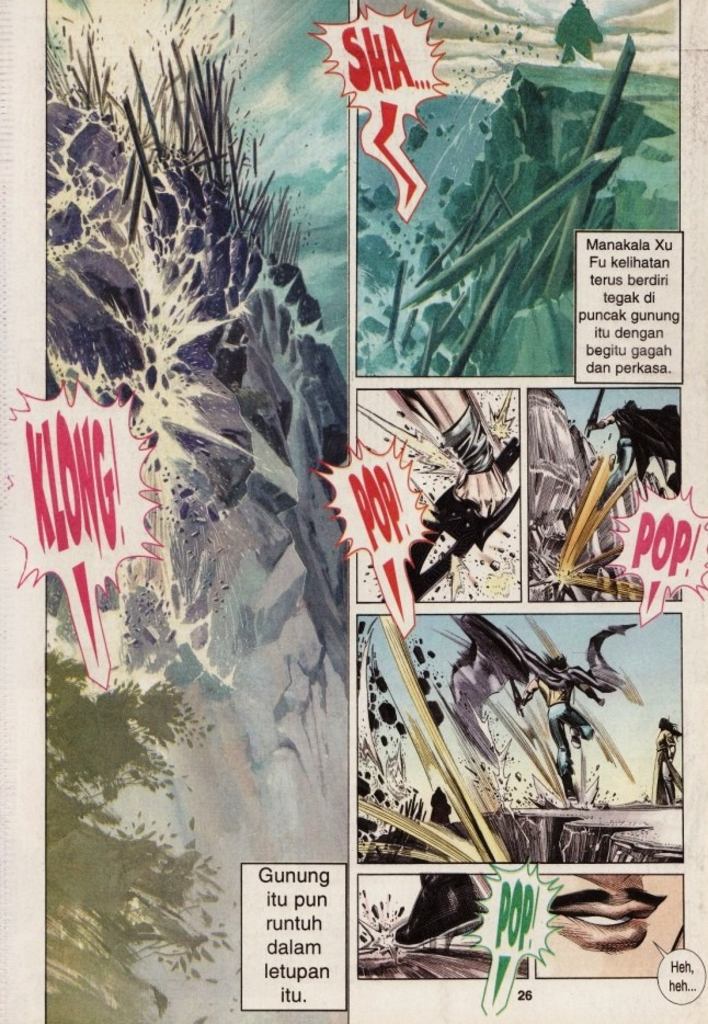 KLONG!
Gunung
itu pun
runtuh
dalam
letupan
itu.
SHA...
!
Manakala Xu
Fu kelihatan
terus berdiri
tegak di
puncak gunung
itu dengan
begitu gagah
dan perkasa.
POP!
POP!
POP!
Heh,
heh...
26